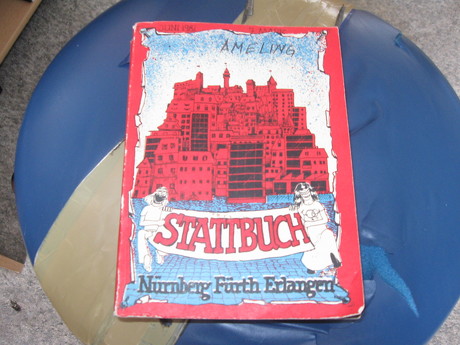 AMELING
STATTBUCH
Nürnberg Fürth Erlangen